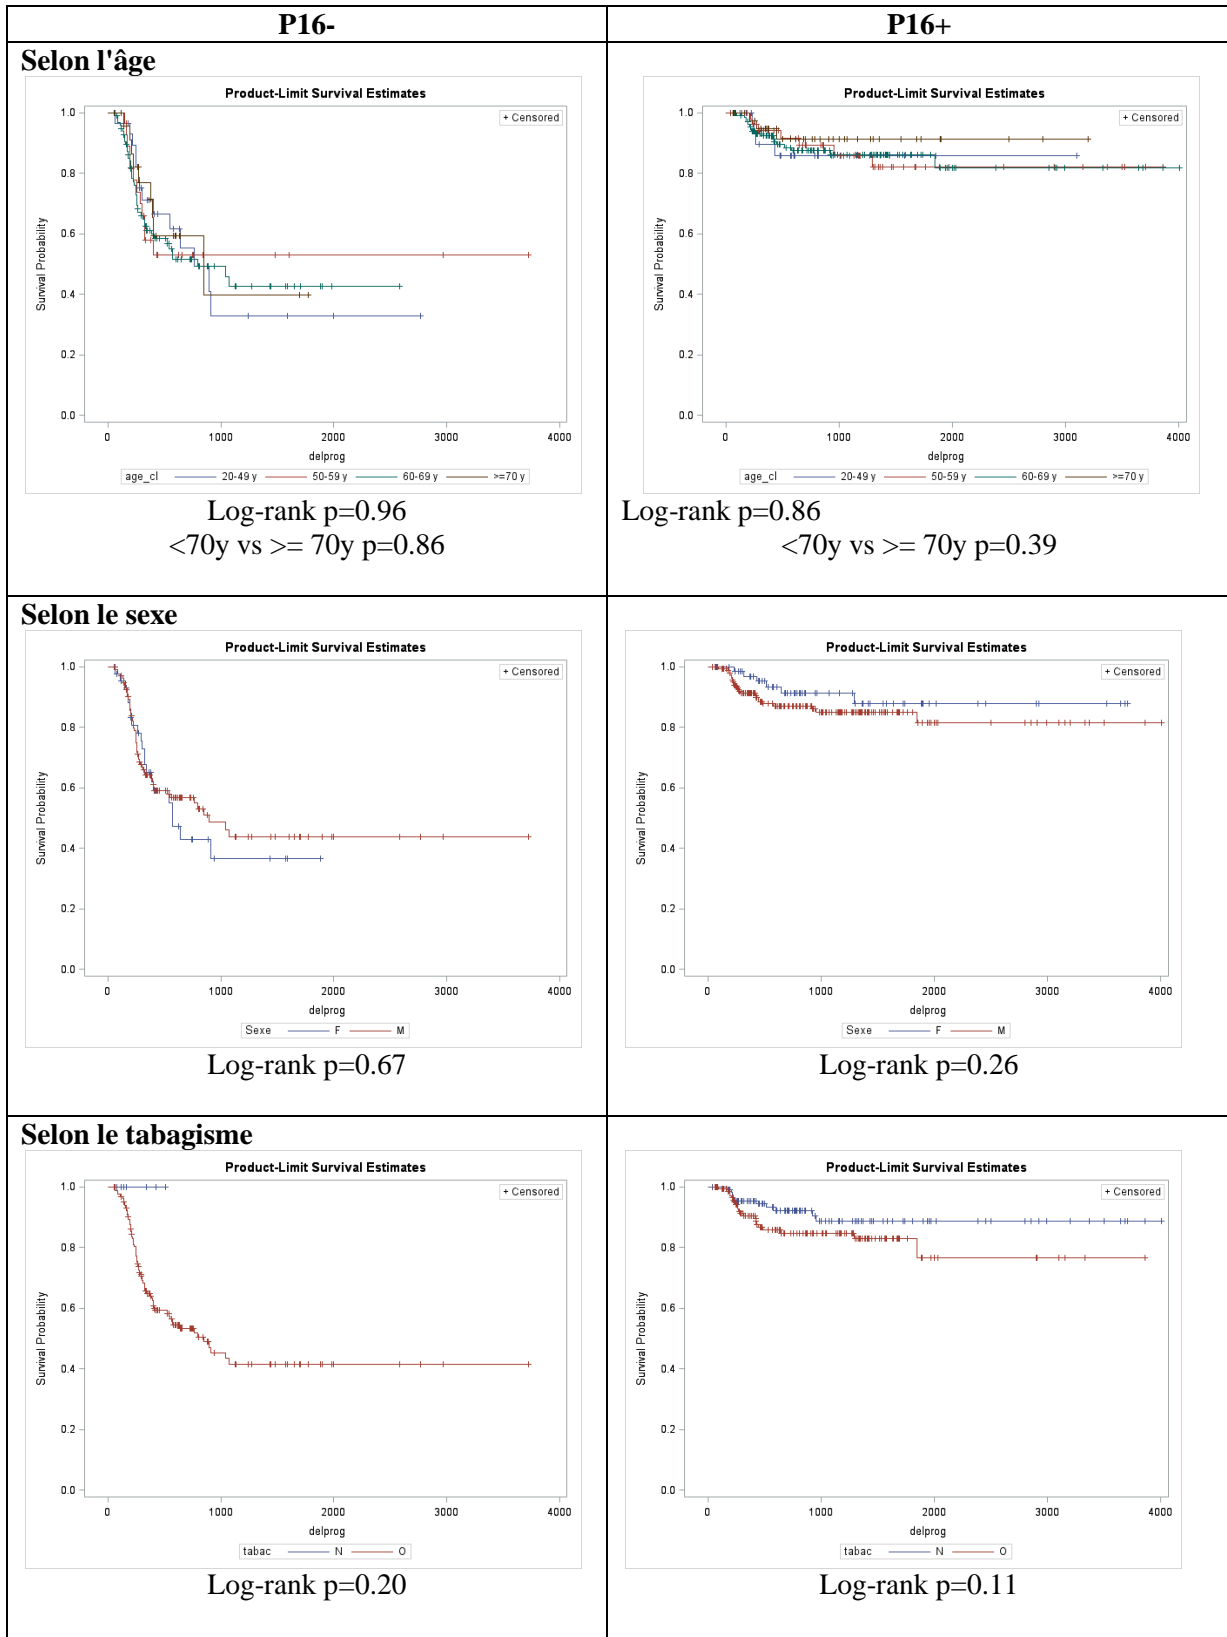 P16-
P16+
Selon l'âge
Product-Limit Survival Estimates
+ Censored
1.0
0.8
0.6
0.4
0.2
0.0
Survival Probability
0 1000 2000 3000 4000
delprog
age_cl 20-49 y 50-59 y 60-69 y >=70 y
Log-rank p=0.96
<70y vs >= 70y p=0.86
Product-Limit Survival Estimates
+ Censored
1.0
0.8
0.6
0.4
0.2
0.0
Survival Probability
0 1000 2000 3000 4000
delprog
age_cl 20-49 y 50-59 y 60-69 y >=70 y
Log-rank p=0.86
<70y vs >= 70y p=0.39
Selon le sexe
Product-Limit Survival Estimates
+ Censored
1.0
0.8
0.6
0.4
0.2
0.0
Survival Probability
0 1000 2000 3000 4000
delprog
Sexe F M
Log-rank p=0.67
Product-Limit Survival Estimates
+ Censored
1.0
0.8
0.6
0.4
0.2
0.0
Survival Probability
0 1000 2000 3000 4000
delprog
Sexe F M
Log-rank p=0.26
Selon le tabagisme
Product-Limit Survival Estimates
+ Censored
1.0
0.8
0.6
0.4
0.2
0.0
Survival Probability
0 1000 2000 3000 4000
delprog
tabac N O
Log-rank p=0.20
Product-Limit Survival Estimates
+ Censored
1.0
0.8
0.6
0.4
0.2
0.0
Survival Probability
0 1000 2000 3000 4000
delprog
tabac N O
Log-rank p=0.11